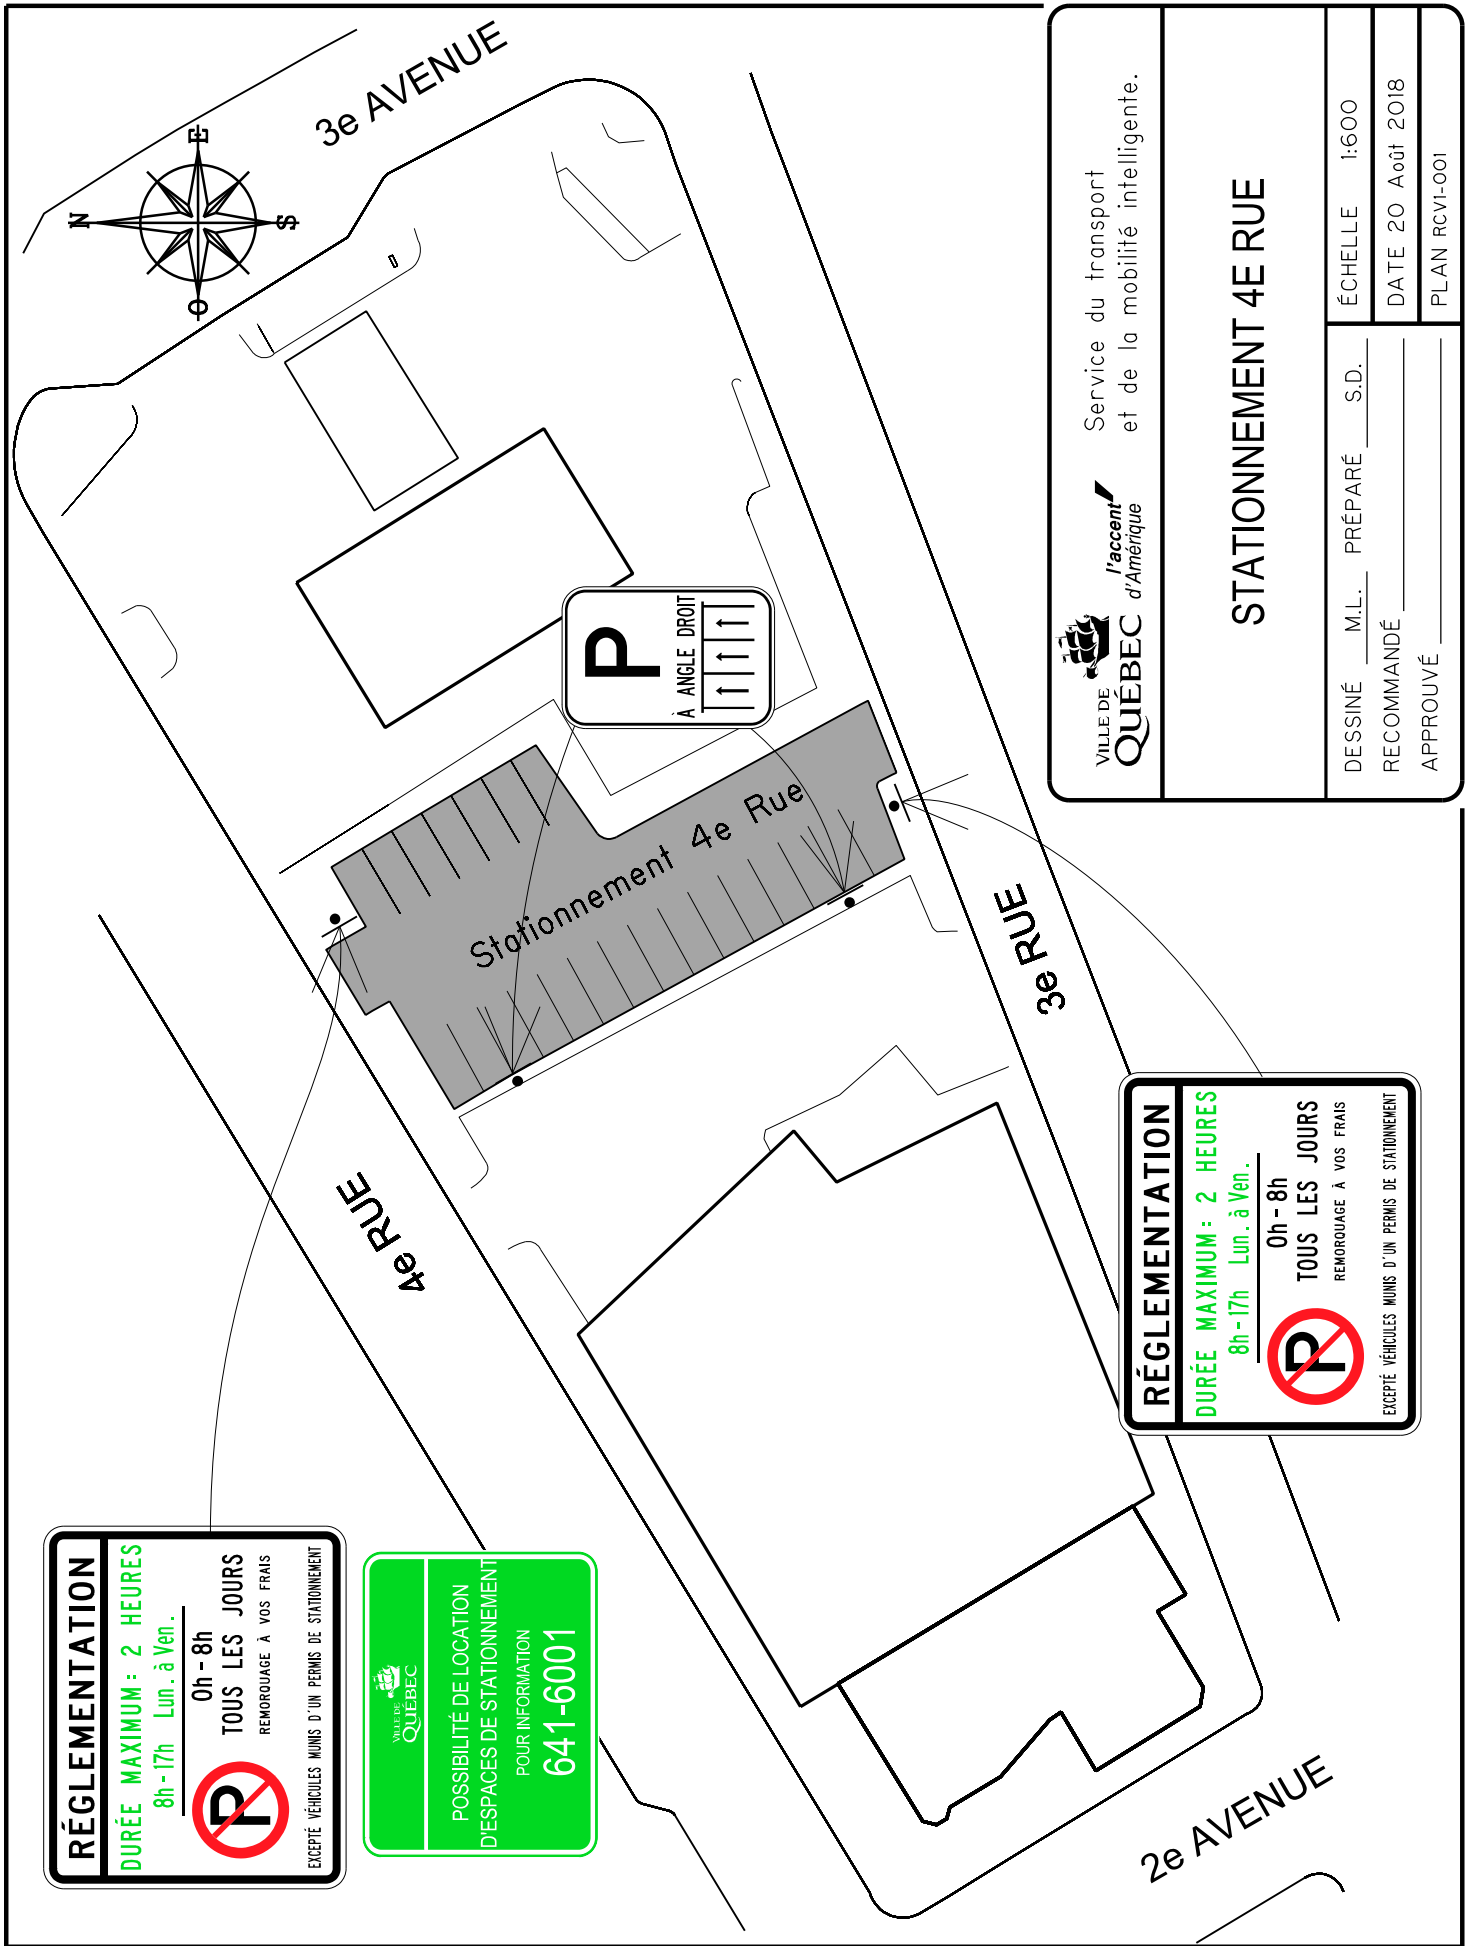 3e AVENUE
N
E
S
O
Stationnement 4e Rue
P
À ANGLE DROIT
4e RUE
3e RUE
2e AVENUE
RÉGLEMENTATION
DURÉE MAXIMUM: 2 HEURES
8h-17h Lun. à Ven.
0h-8h
TOUS LES JOURS
REMORQUAGE À VOS FRAIS
P
EXCEPTÉ VÉHICULES MUNIS D'UN PERMIS DE STATIONNEMENT
VILLE DE
QUÉBEC
POSSIBILITÉ DE LOCATION
D'ESPACES DE STATIONNEMENT
POUR INFORMATION
641-6001
RÉGLEMENTATION
DURÉE MAXIMUM: 2 HEURES
8h-17h Lun. à Ven.
0h-8h
TOUS LES JOURS
REMORQUAGE À VOS FRAIS
P
EXCEPTÉ VÉHICULES MUNIS D'UN PERMIS DE STATIONNEMENT
VILLE DE
QUÉBEC
l'accent
d'Amérique
Service du transport
et de la mobilité intelligente.
STATIONNEMENT 4E RUE
DESSINÉ M.L. PRÉPARÉ S.D.
RECOMMANDÉ
APPROUVÉ
ÉCHELLE 1:600
DATE 20 Août 2018
PLAN RCV1-001